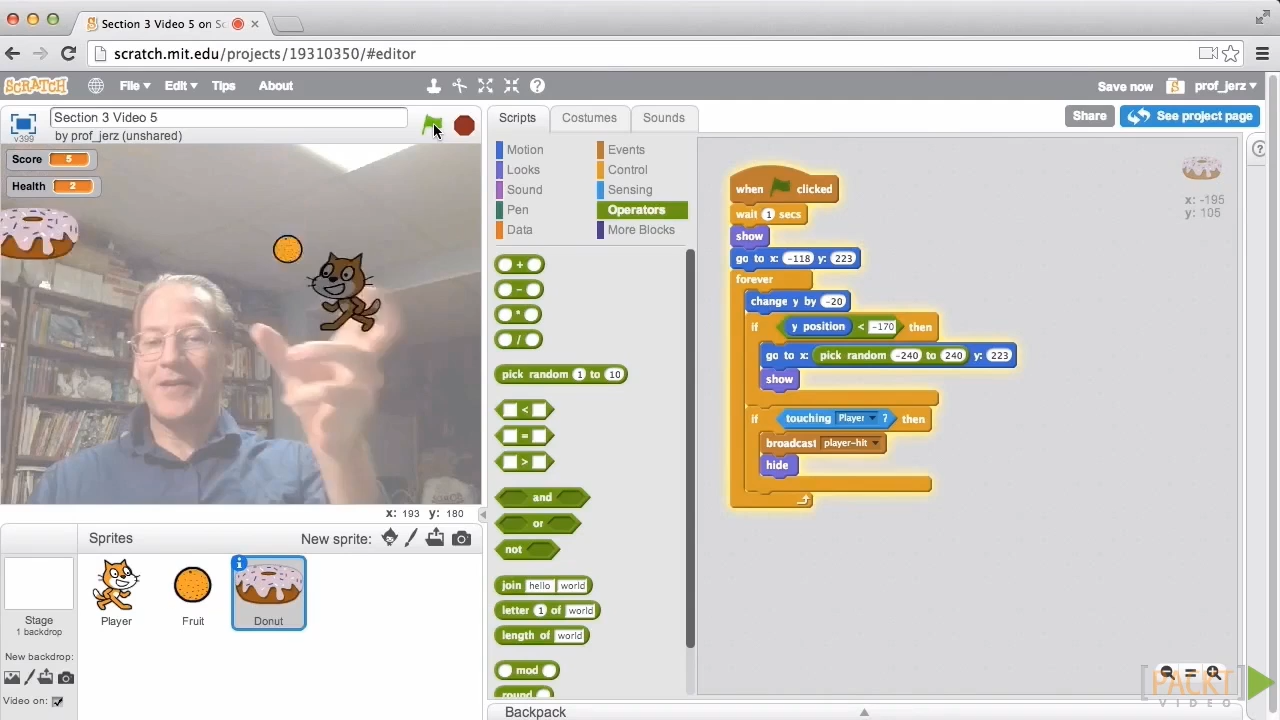 Section 3 Video 5 on Sc
scratch.mit.edu/projects/19310350/#editor
SCRATCH File Edit Tips About Save now prof_jerz
v399 Section 3 Video 5
by prof_jerz (unshared)
Scripts Costumes Sounds Share See project page
Score 5
Health 2
Motion Events
Looks Control
Sound Sensing
Pen Operators
Data More Blocks
+
-
*
/
pick random 1 to 10
<
=
>
and
or
not
join hello world
letter 1 of world
length of world
mod
round
when clicked
wait 1 secs
show
go to x: -118 y: 223
forever
change y by -20
if y position < -170 then
go to x: pick random -240 to 240 y: 223
show
if touching Player ? then
broadcast player-hit
hide
x: -195
y: 105
x: 193 y: 180
Sprites New sprite:
Stage
1 backdrop
New backdrop:
Video on:
Player Fruit Donut
Backpack
[PACKT]
VIDEO